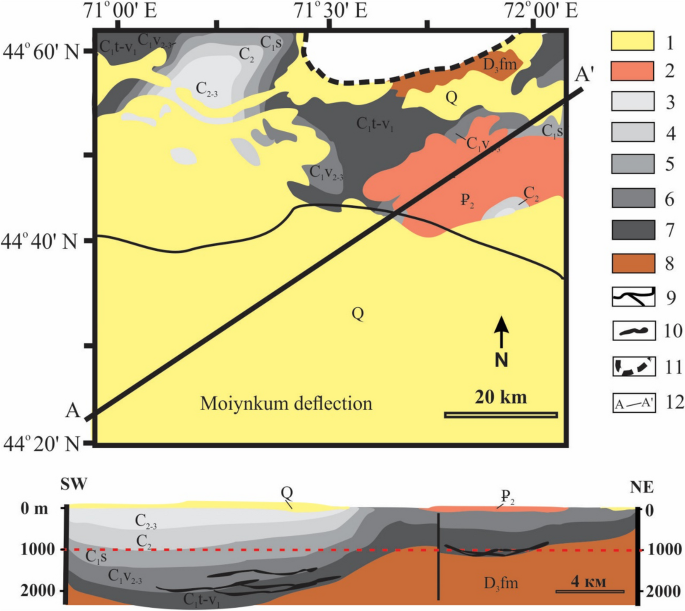 71°00' E 71°30' E 72°00' E
44°60' N
44°40' N
44°20' N
C₁t-v₁
C₁v₂₋₃
C₁s
C₂
C₂₋₃
D₃fm
Q
A'
C₁t-v₁
C₁v₂₋₃
C₁s
C₁v₂₋₃
P₂
C₂
Q
N
A
Moiynkum deflection
20 km
1
2
3
4
5
6
7
8
9
10
11
A A' 12
SW Q P₂ NE
0 m 0
C₂₋₃
C₂
1000 1000
C₁s
C₁v₂₋₃
D₃fm 4 км
2000 2000
C₁t-v₁